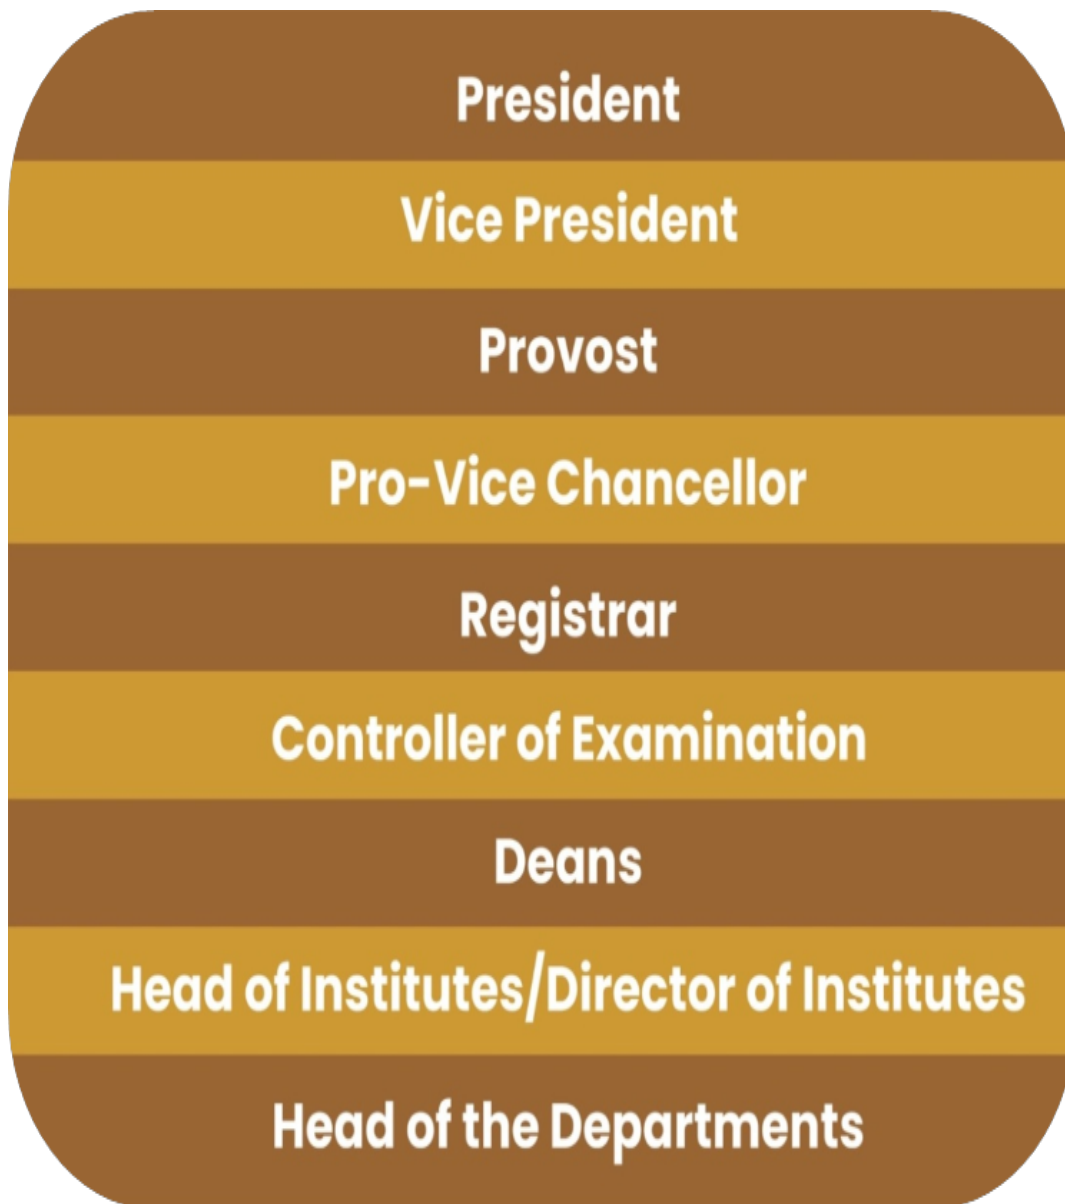 President
Vice President
Provost
Pro-Vice Chancellor
Registrar
Controller of Examination
Deans
Head of Institutes/Director of Institutes
Head of the Departments